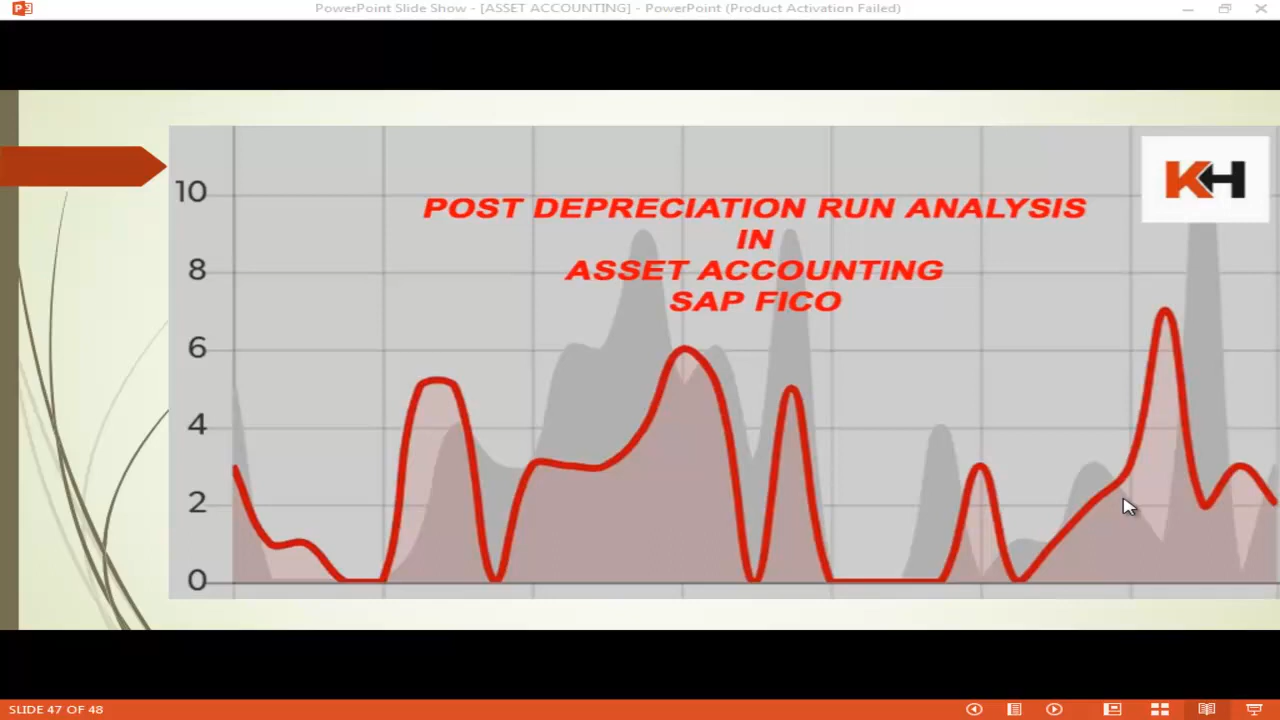 PowerPoint Slide Show - [ASSET ACCOUNTING] - PowerPoint (Product Activation Failed)
KH
10
POST DEPRECIATION RUN ANALYSIS
IN
8
ASSET ACCOUNTING
SAP FICO
6
4
2
0
SLIDE 47 OF 48